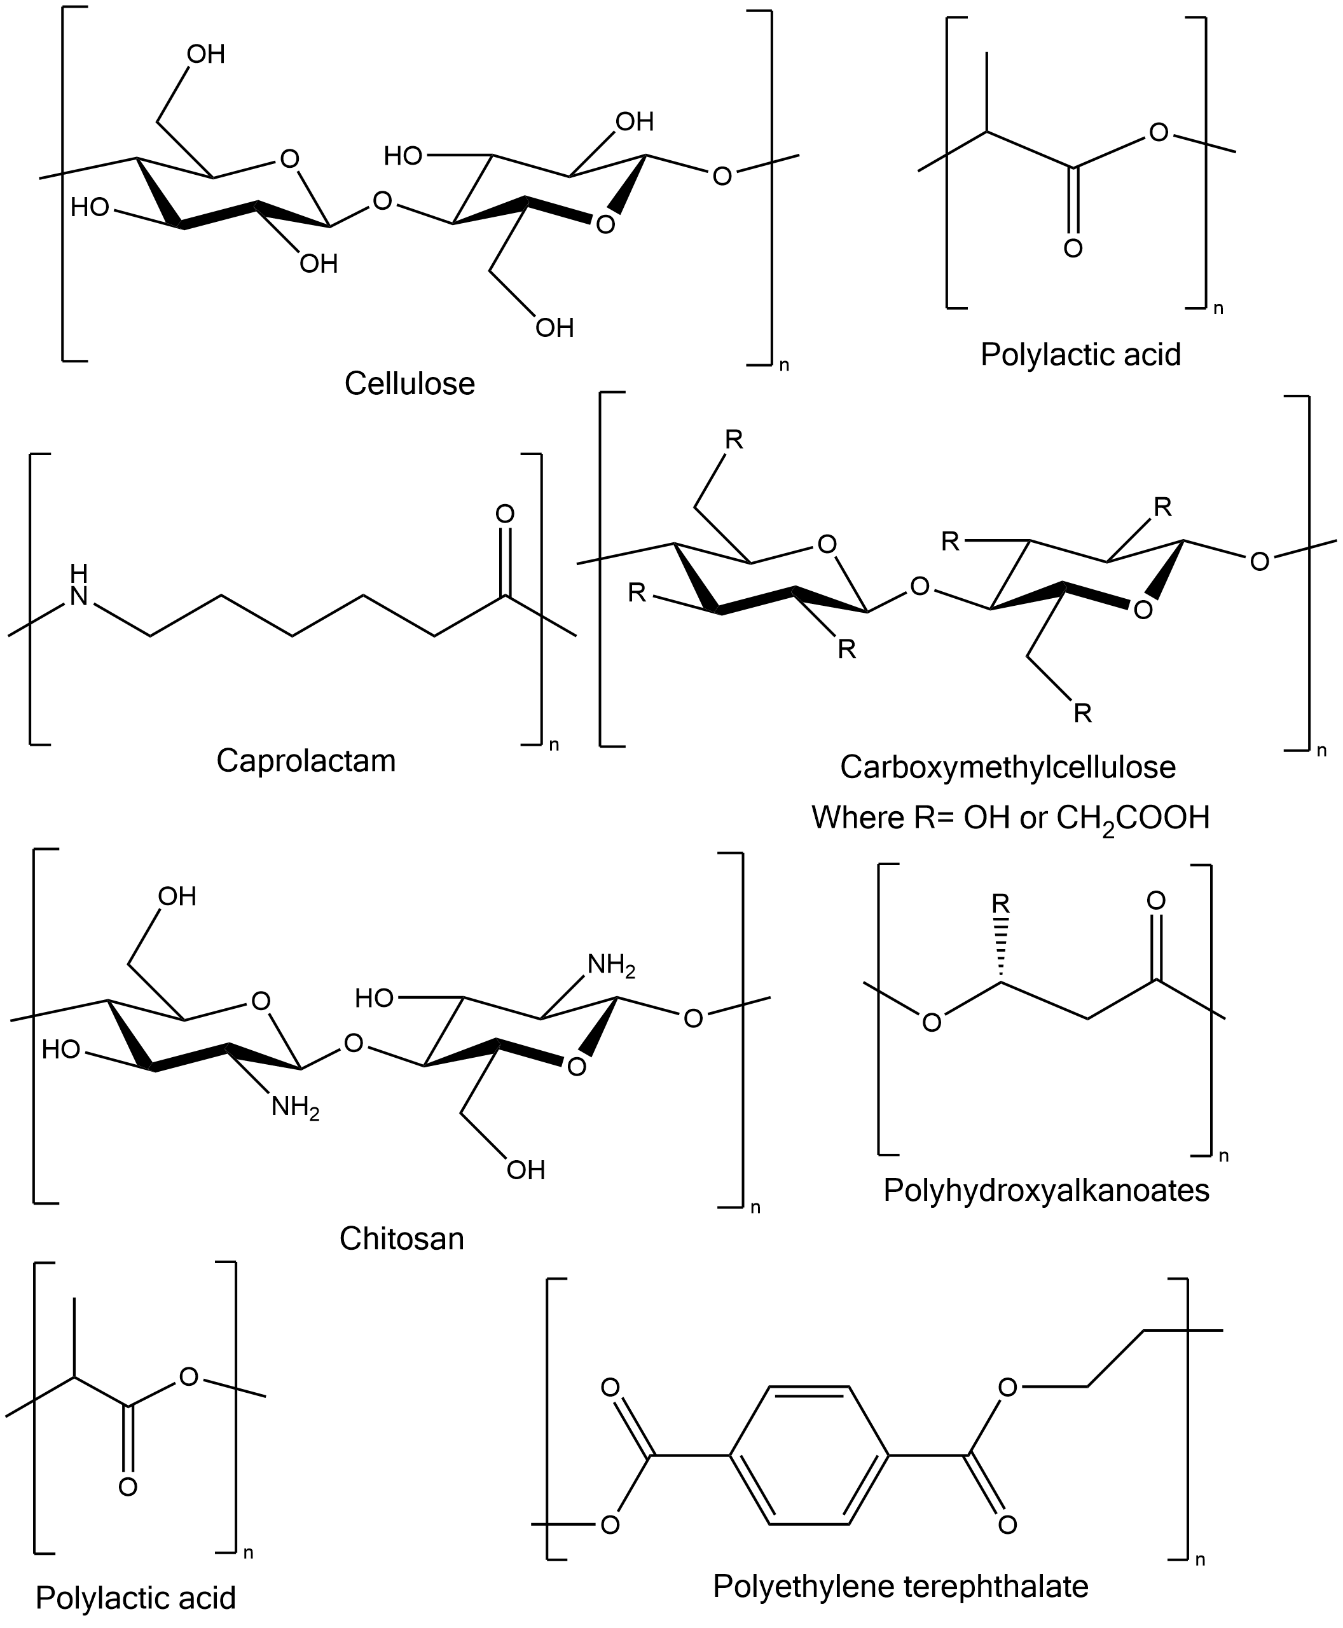 OH
O
OH
HO
HO
O
O
O
OH
OH
n
Cellulose
O
O
n
Polylactic acid
O
H
N
n
Caprolactam
R
R
O
R
R
O
O
O
R
R
n
Carboxymethylcellulose
Where R= OH or CH₂COOH
OH
NH₂
O
HO
HO
O
O
O
NH₂
OH
n
Chitosan
R
O
O
n
Polyhydroxyalkanoates
O
O
n
Polylactic acid
O
O
O
O
n
Polyethylene terephthalate